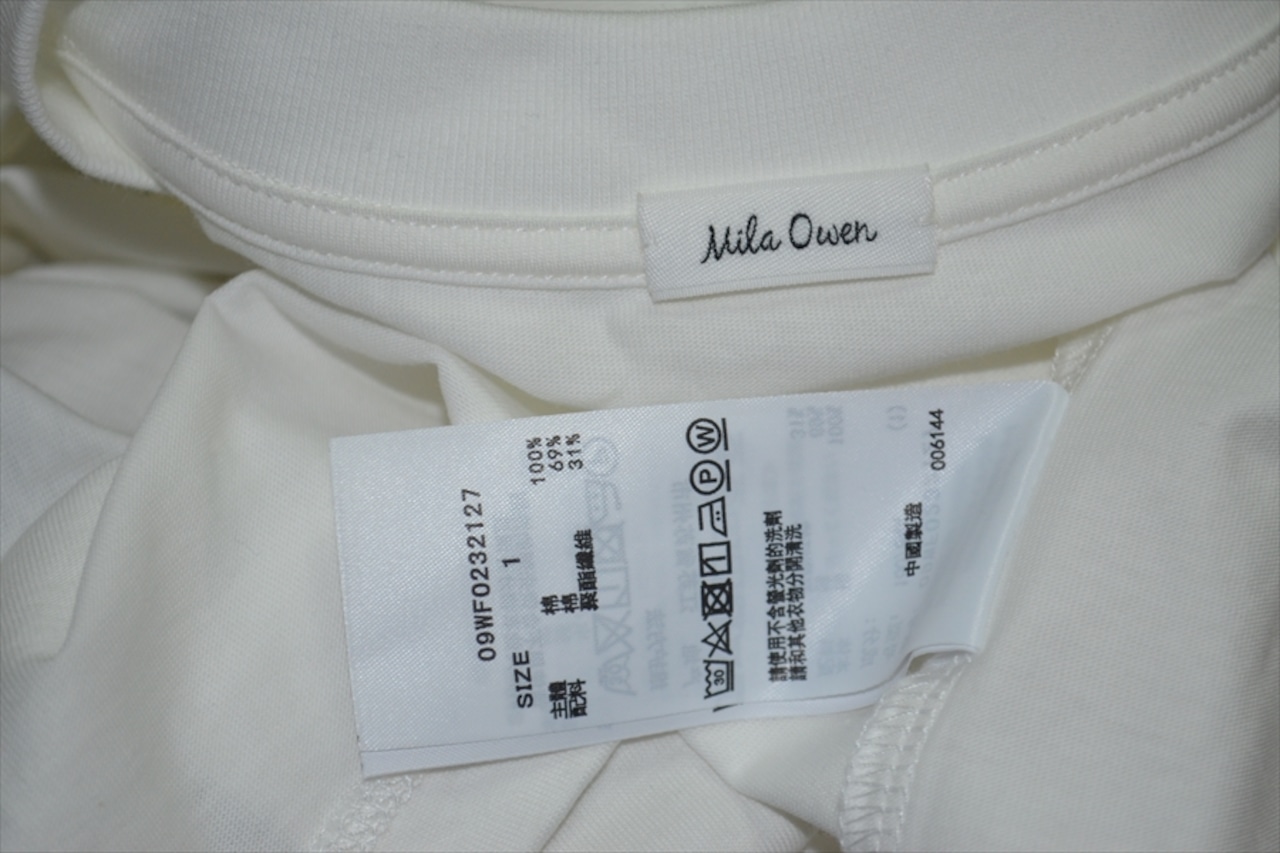 Mila Owen
09WF0232127
SIZE 1
主體 棉 100%
配料 棉 69%
聚酯纖維 31%
30 P W
請使用不含螢光劑的洗劑
請和其他衣物分開清洗
中國製造 006144